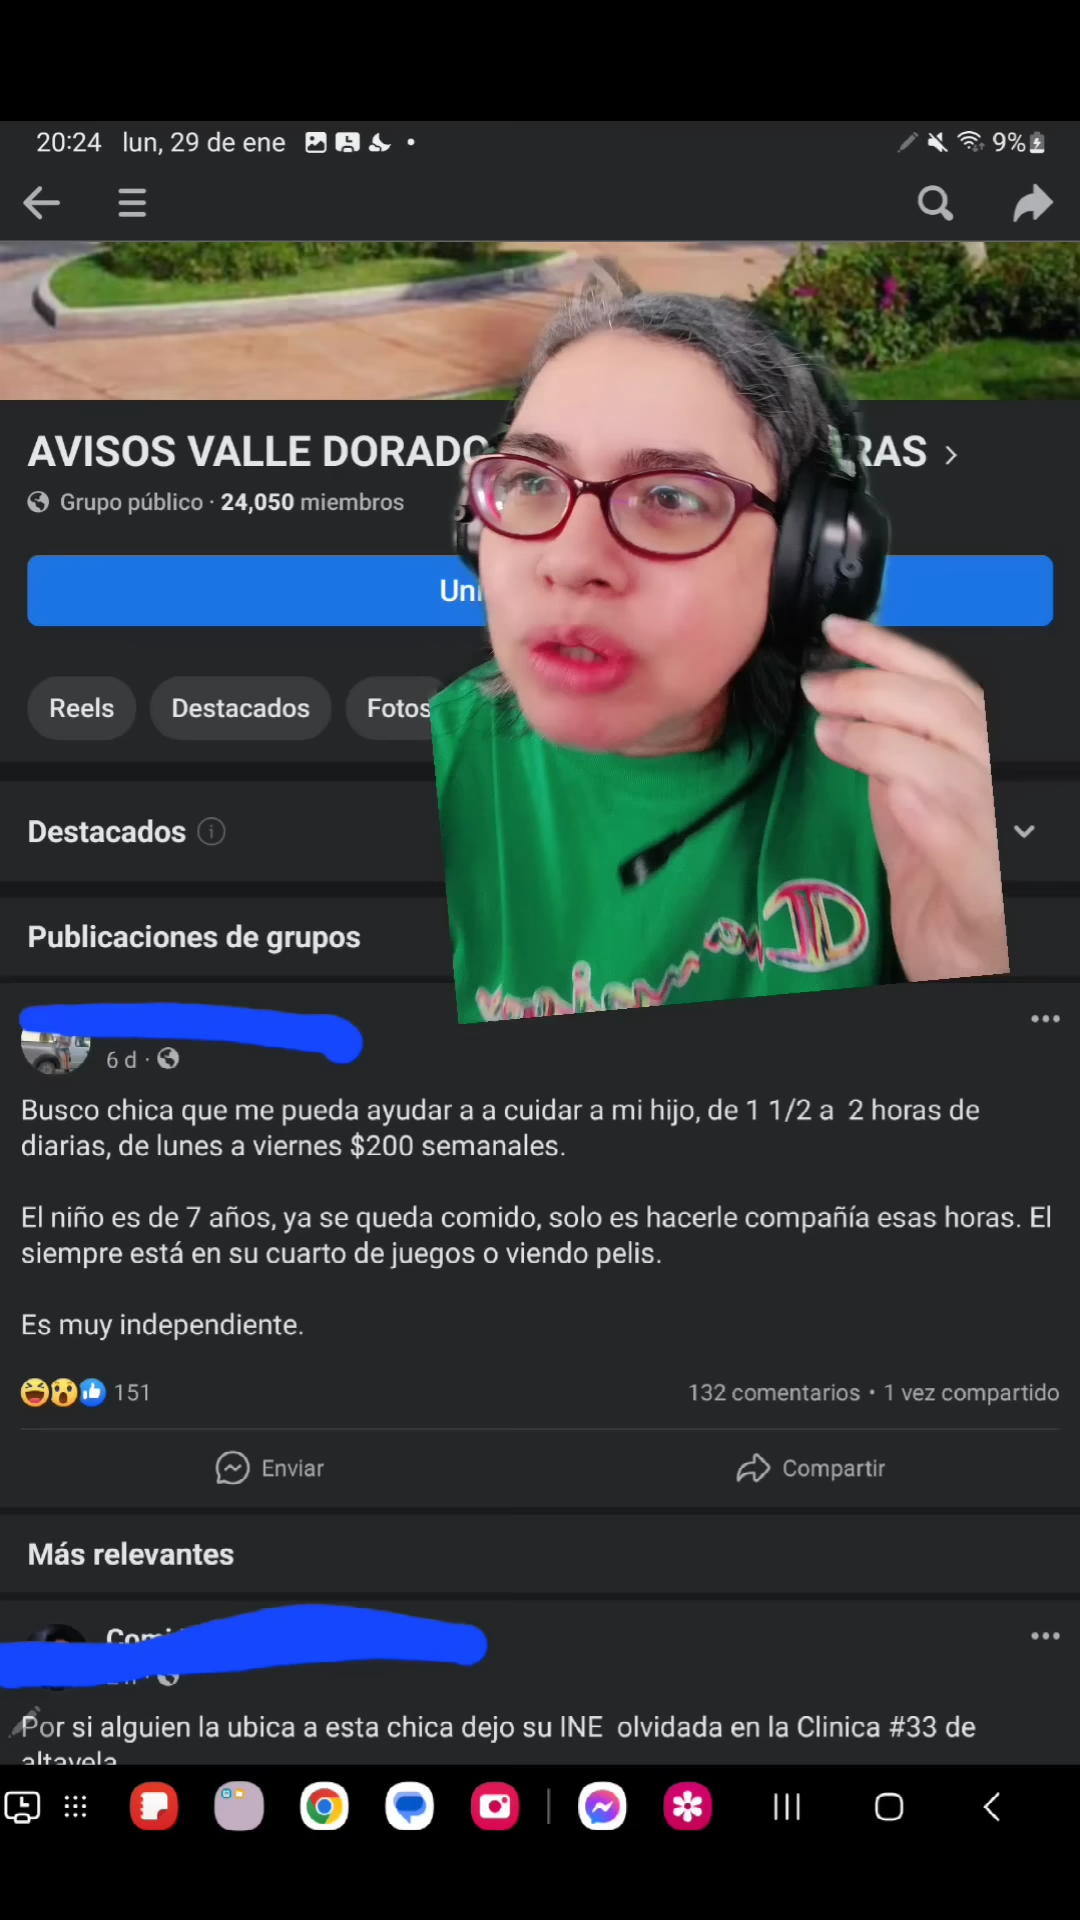 20:24 lun, 29 de ene
9%
AVISOS VALLE DORADO
Grupo público · 24,050 miembros
Reels
Destacados
Fotos
Destacados
Publicaciones de grupos
6 d ·
Busco chica que me pueda ayudar a a cuidar a mi hijo, de 1 1/2 a 2 horas de
diarias, de lunes a viernes $200 semanales.
El niño es de 7 años, ya se queda comido, solo es hacerle compañía esas horas. El
siempre está en su cuarto de juegos o viendo pelis.
Es muy independiente.
151
132 comentarios • 1 vez compartido
Enviar
Compartir
Más relevantes
Por si alguien la ubica a esta chica dejo su INE olvidada en la Clinica #33 de
altavela